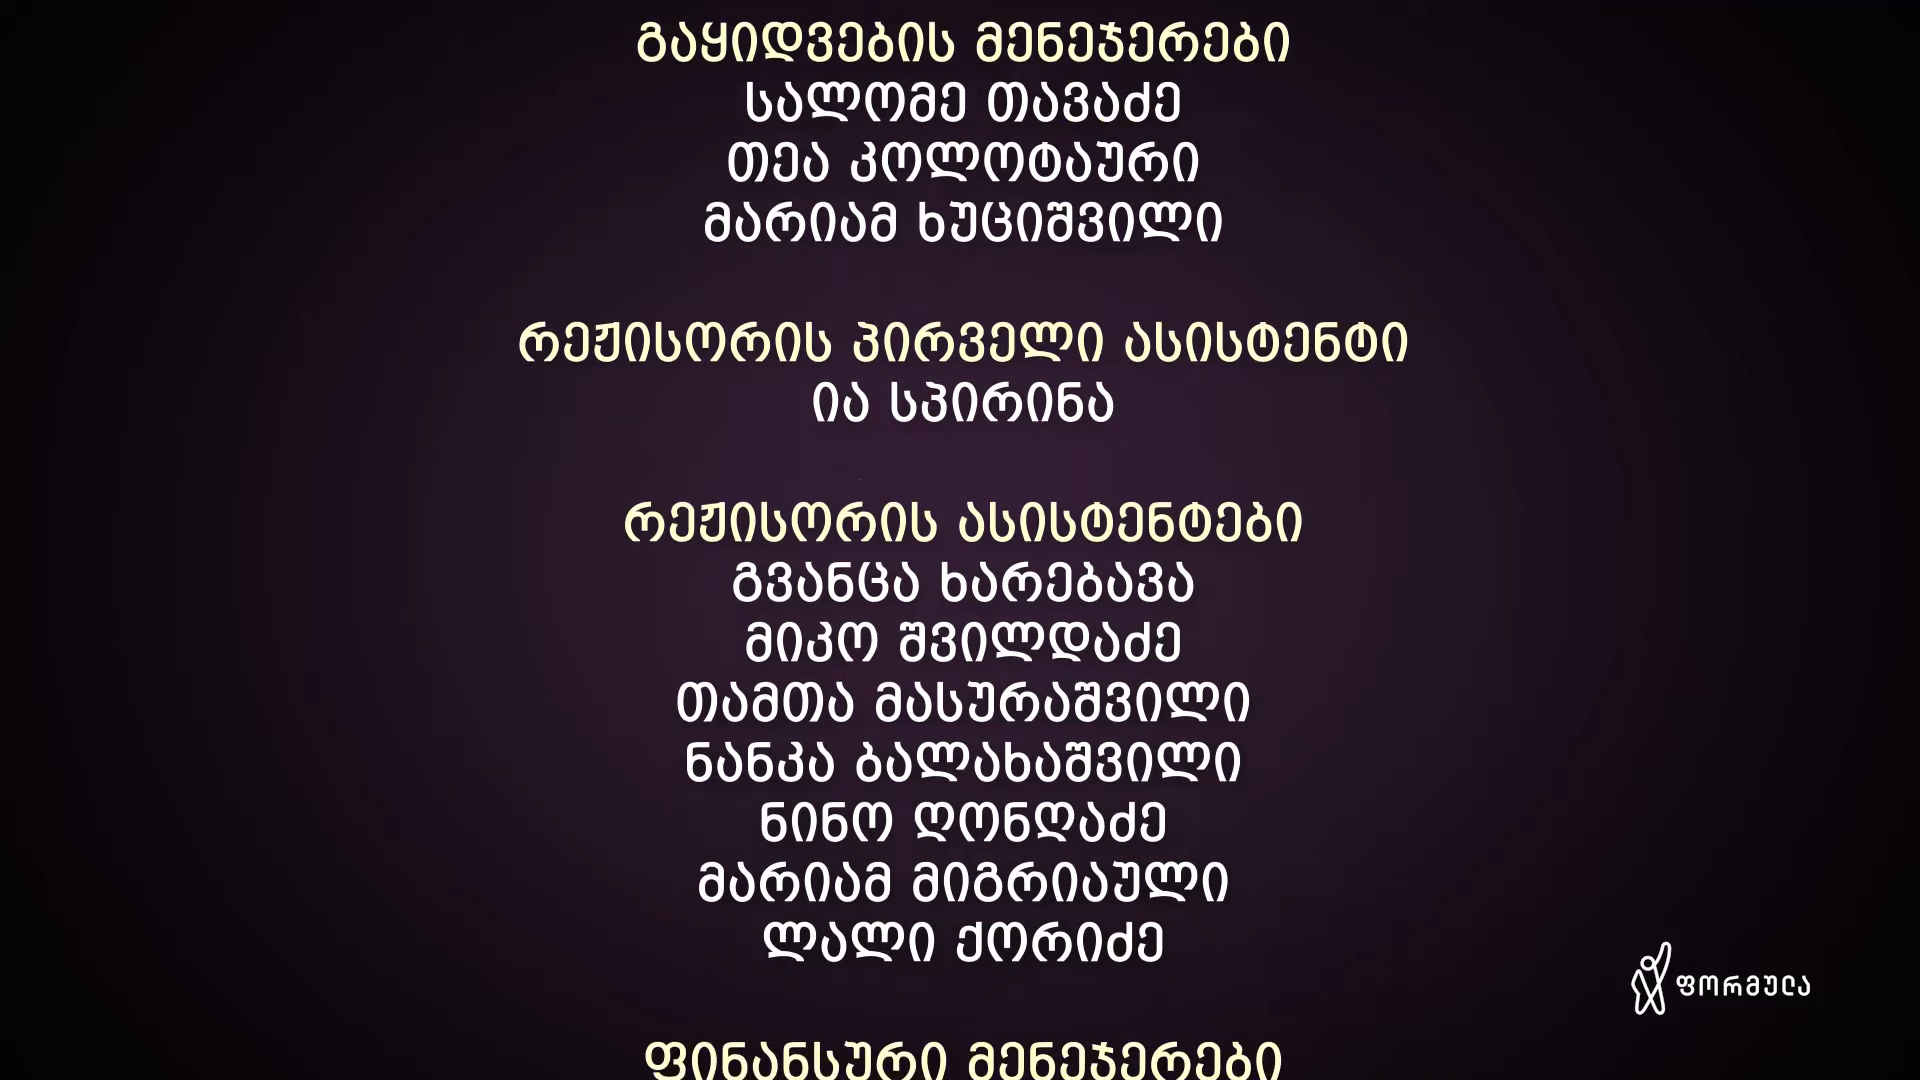 გაყიდვების მენეჯერები
სალომე თავაძე
თეა კოლოტაური
მარიამ ხუციშვილი
რეჟისორის პირველი ასისტენტი
ია სპირინა
რეჟისორის ასისტენტები
გვანცა ხარებავა
მიკო შვილდაძე
თამთა მასურაშვილი
ნანკა ბალახაშვილი
ნინო ღონღაძე
მარიამ მიგრიაული
ლალი ქორიძე
ფორმულა
ფინანსური მენეჯერები